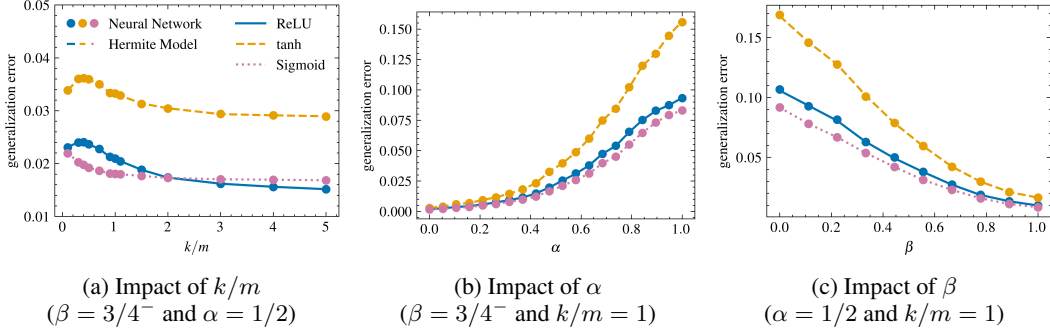 generalization error
0.05
0.04
0.03
0.02
0.01
0
1
2
3
4
5
k/m
Neural Network
Hermite Model
ReLU
tanh
Sigmoid
generalization error
0.150
0.125
0.100
0.075
0.050
0.025
0.000
0.0
0.2
0.4
0.6
0.8
1.0
α
generalization error
0.15
0.10
0.05
0.0
0.2
0.4
0.6
0.8
1.0
β
(a) Impact of k/m
(β = 3/4⁻ and α = 1/2)
(b) Impact of α
(β = 3/4⁻ and k/m = 1)
(c) Impact of β
(α = 1/2 and k/m = 1)